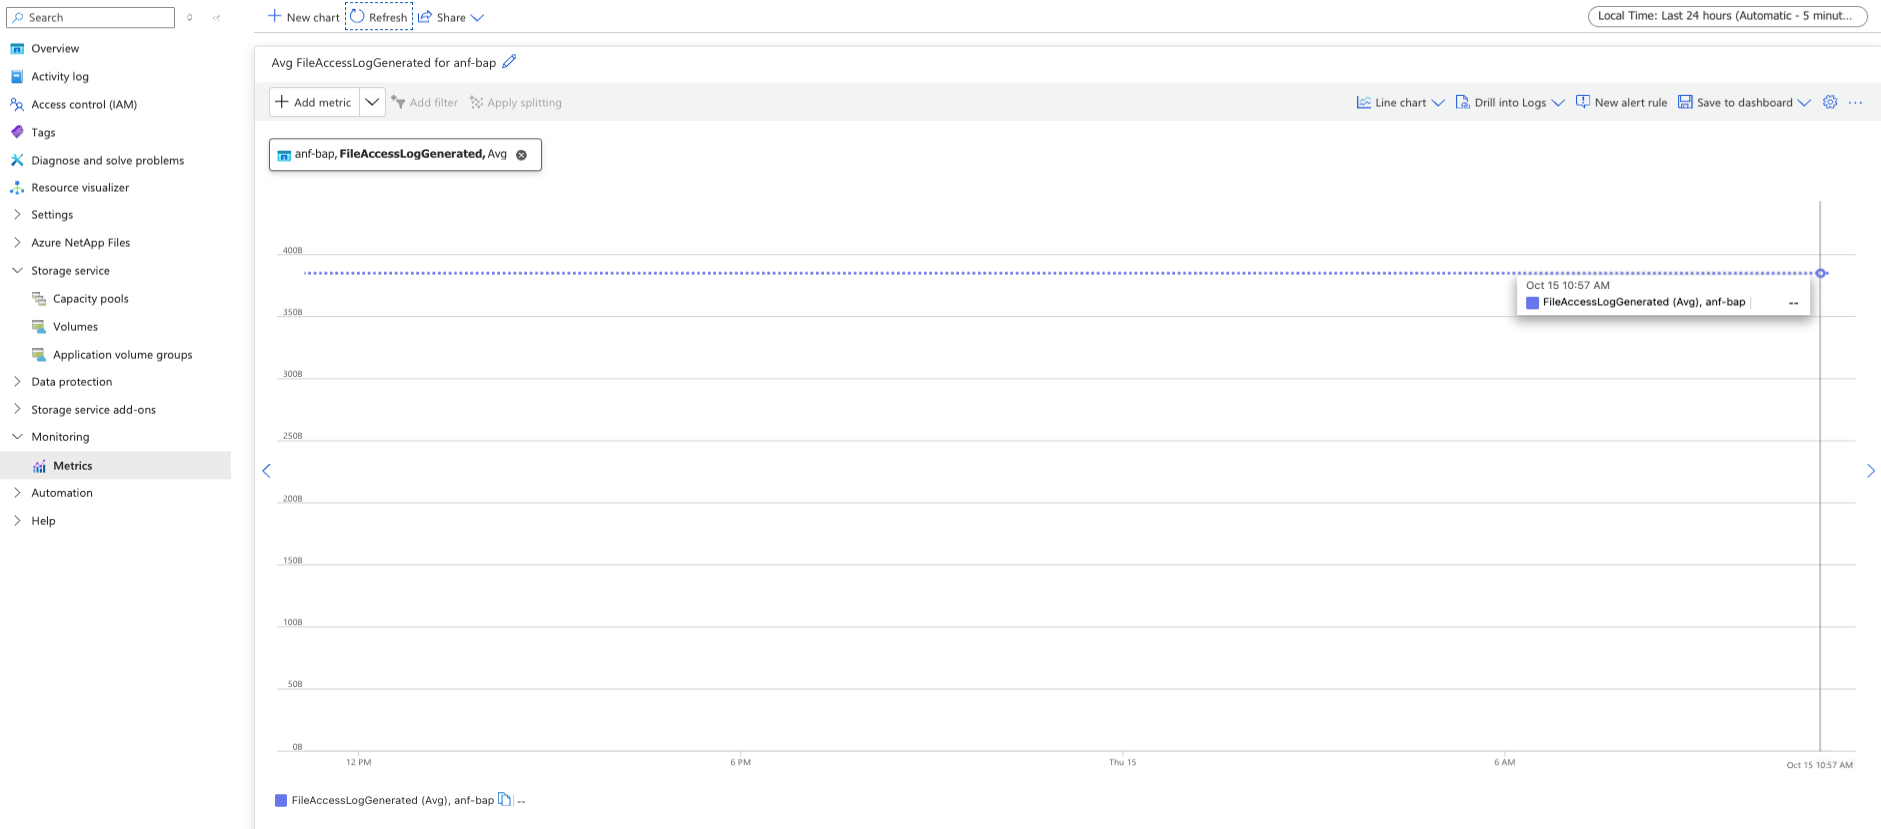 Search
Overview
Activity log
Access control (IAM)
Tags
Diagnose and solve problems
Resource visualizer
Settings
Azure NetApp Files
Storage service
Capacity pools
Volumes
Application volume groups
Data protection
Storage service add-ons
Monitoring
Metrics
Automation
Help
New chart Refresh Share
Local Time: Last 24 hours (Automatic - 5 minut...
Avg FileAccessLogGenerated for anf-bap
Add metric Add filter Apply splitting
Line chart Drill into Logs New alert rule Save to dashboard
anf-bap, FileAccessLogGenerated, Avg
400B
350B
300B
250B
200B
150B
100B
50B
0B
Oct 15 10:57 AM
FileAccessLogGenerated (Avg), anf-bap --
12 PM 6 PM Thu 15 6 AM Oct 15 10:57 AM
FileAccessLogGenerated (Avg), anf-bap --